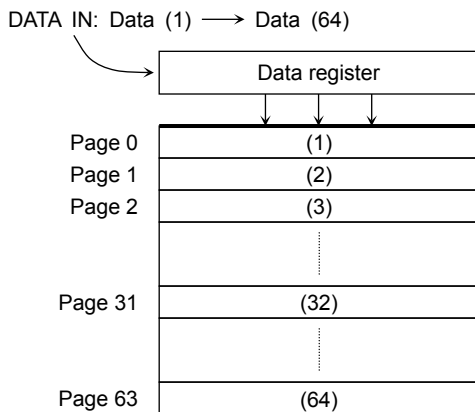 DATA IN: Data (1) ⟶ Data (64)
Data register
Page 0 (1)
Page 1 (2)
Page 2 (3)
Page 31 (32)
Page 63 (64)